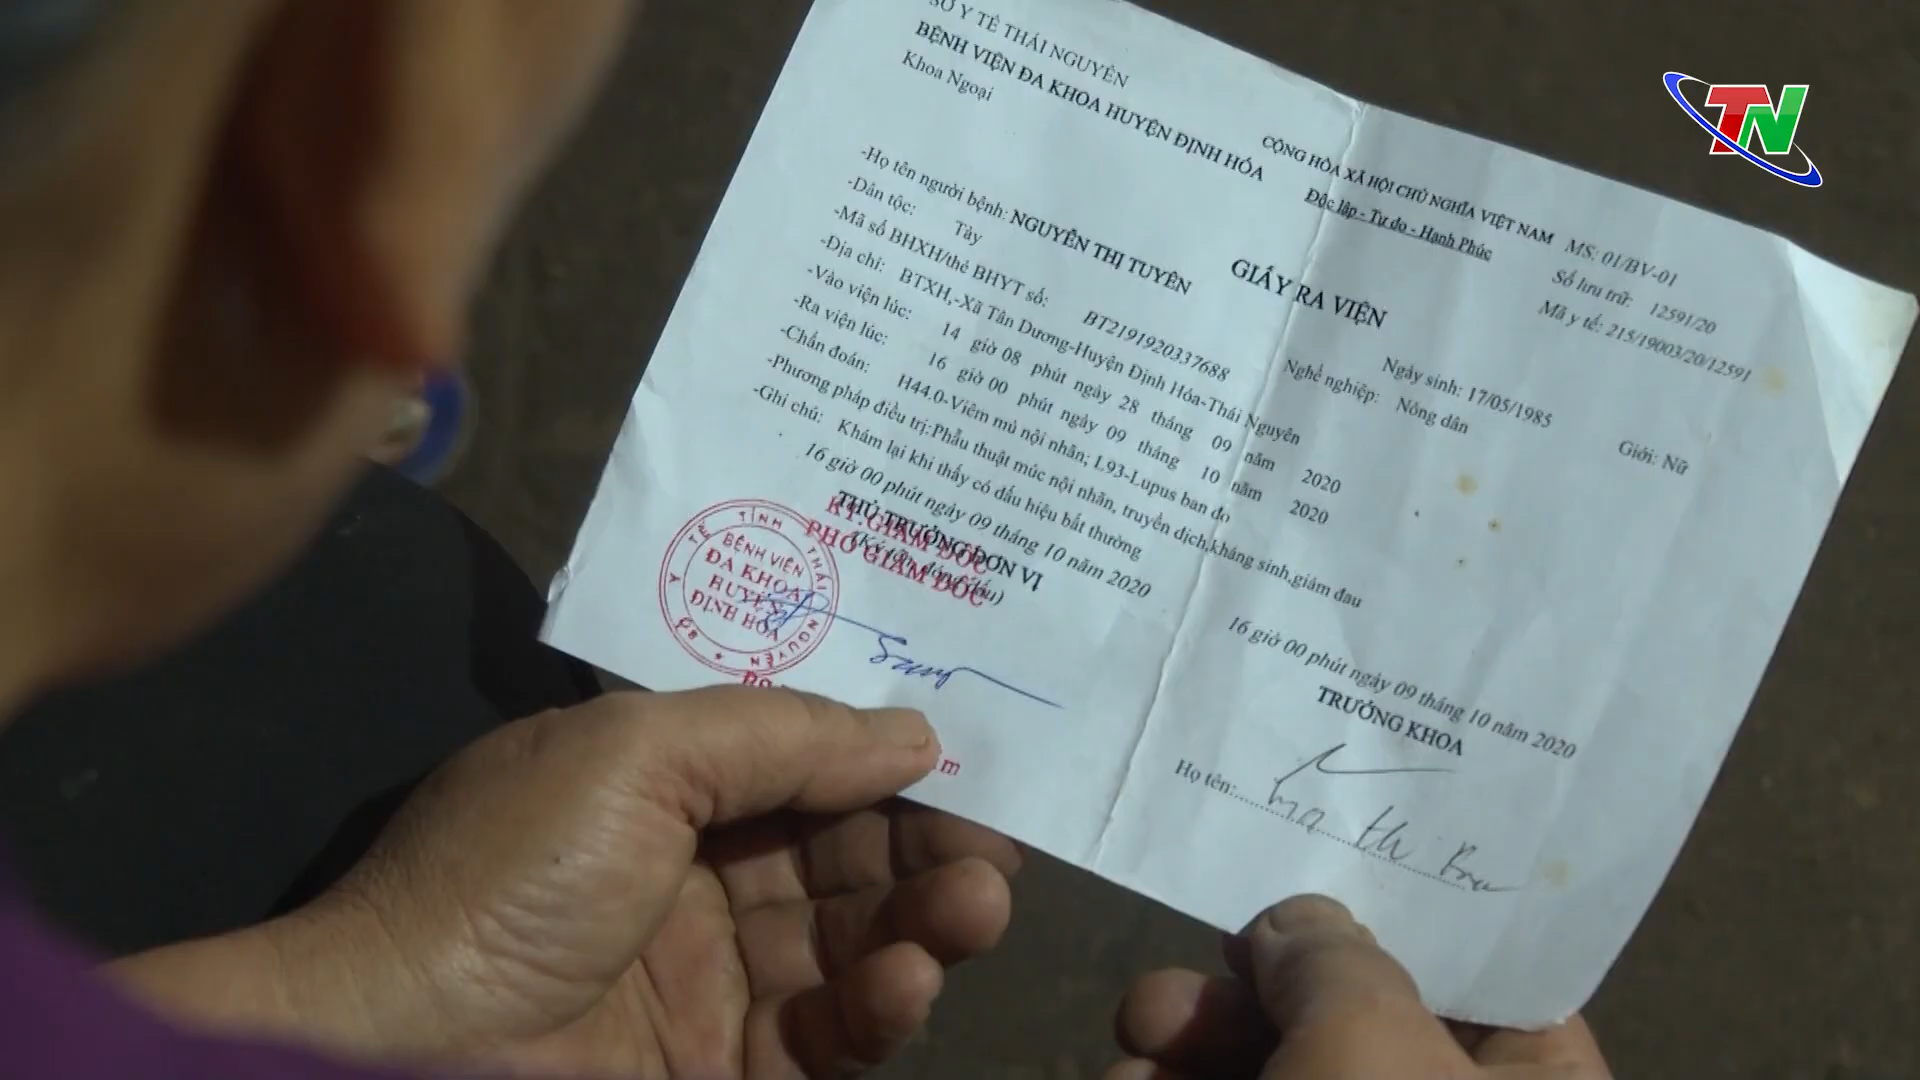 SỞ Y TẾ THÁI NGUYÊN
BỆNH VIỆN ĐA KHOA HUYỆN ĐỊNH HÓA
Khoa Ngoại
CỘNG HÒA XÃ HỘI CHỦ NGHĨA VIỆT NAM
Độc lập - Tự do - Hạnh Phúc
MS: 01/BV-01
Số lưu trữ: 12591/20
Mã y tế: 215/19003/20/12591
GIẤY RA VIỆN
-Họ tên người bệnh: NGUYỄN THỊ TUYÊN
Ngày sinh: 17/05/1985
Giới: Nữ
-Dân tộc: Tày
Nghề nghiệp: Nông dân
-Mã số BHXH/thẻ BHYT số: BT2191920337688
-Địa chỉ: BTXH,-Xã Tân Dương-Huyện Định Hóa-Thái Nguyên
-Vào viện lúc: 14 giờ 08 phút ngày 28 tháng 09 năm 2020
-Ra viện lúc: 16 giờ 00 phút ngày 09 tháng 10 năm 2020
-Chẩn đoán: H44.0-Viêm mủ nội nhãn; L93-Lupus ban đỏ
-Phương pháp điều trị:Phẫu thuật múc nội nhãn, truyền dịch,kháng sinh,giảm đau
-Ghi chú: Khám lại khi thấy có dấu hiệu bất thường
16 giờ 00 phút ngày 09 tháng 10 năm 2020
THỦ TRƯỞNG ĐƠN VỊ
(Ký tên, đóng dấu)
KT.GIÁM ĐỐC
PHÓ GIÁM ĐỐC
SỞ Y TẾ TỈNH THÁI NGUYÊN
BỆNH VIỆN
ĐA KHOA
HUYỆN
ĐỊNH HÓA
16 giờ 00 phút ngày 09 tháng 10 năm 2020
TRƯỞNG KHOA
Họ tên:
TN